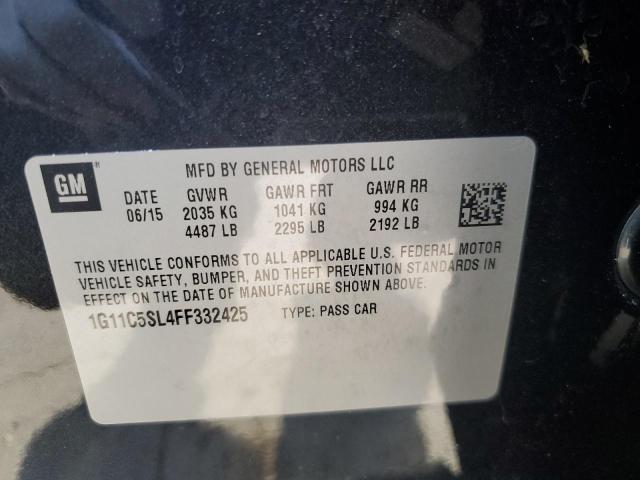 GM
MFD BY GENERAL MOTORS LLC
DATE GVWR GAWR FRT GAWR RR
06/15 2035 KG 1041 KG 994 KG
4487 LB 2295 LB 2192 LB
THIS VEHICLE CONFORMS TO ALL APPLICABLE U.S. FEDERAL MOTOR
VEHICLE SAFETY, BUMPER, AND THEFT PREVENTION STANDARDS IN
EFFECT ON THE DATE OF MANUFACTURE SHOWN ABOVE.
1G11C5SL4FF332425 TYPE: PASS CAR